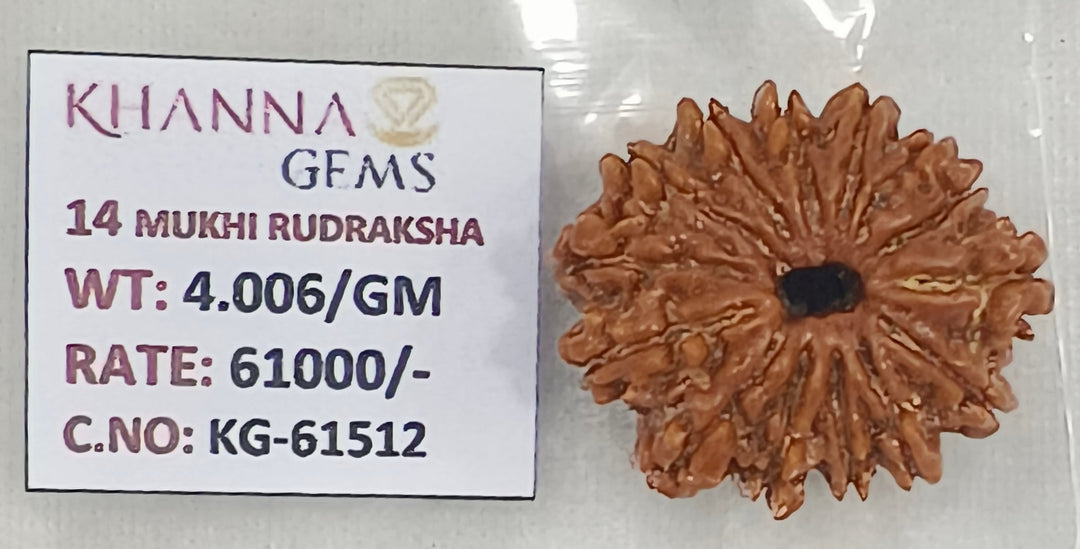 KHANNA
GEMS
14 MUKHI RUDRAKSHA
WT: 4.006/GM
RATE: 61000/-
C.NO: KG-61512